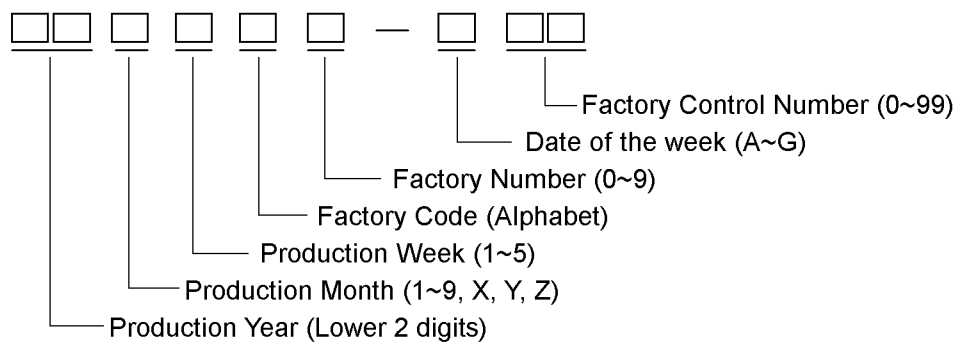 Factory Control Number (0~99)
Date of the week (A~G)
Factory Number (0~9)
Factory Code (Alphabet)
Production Week (1~5)
Production Month (1~9, X, Y, Z)
Production Year (Lower 2 digits)